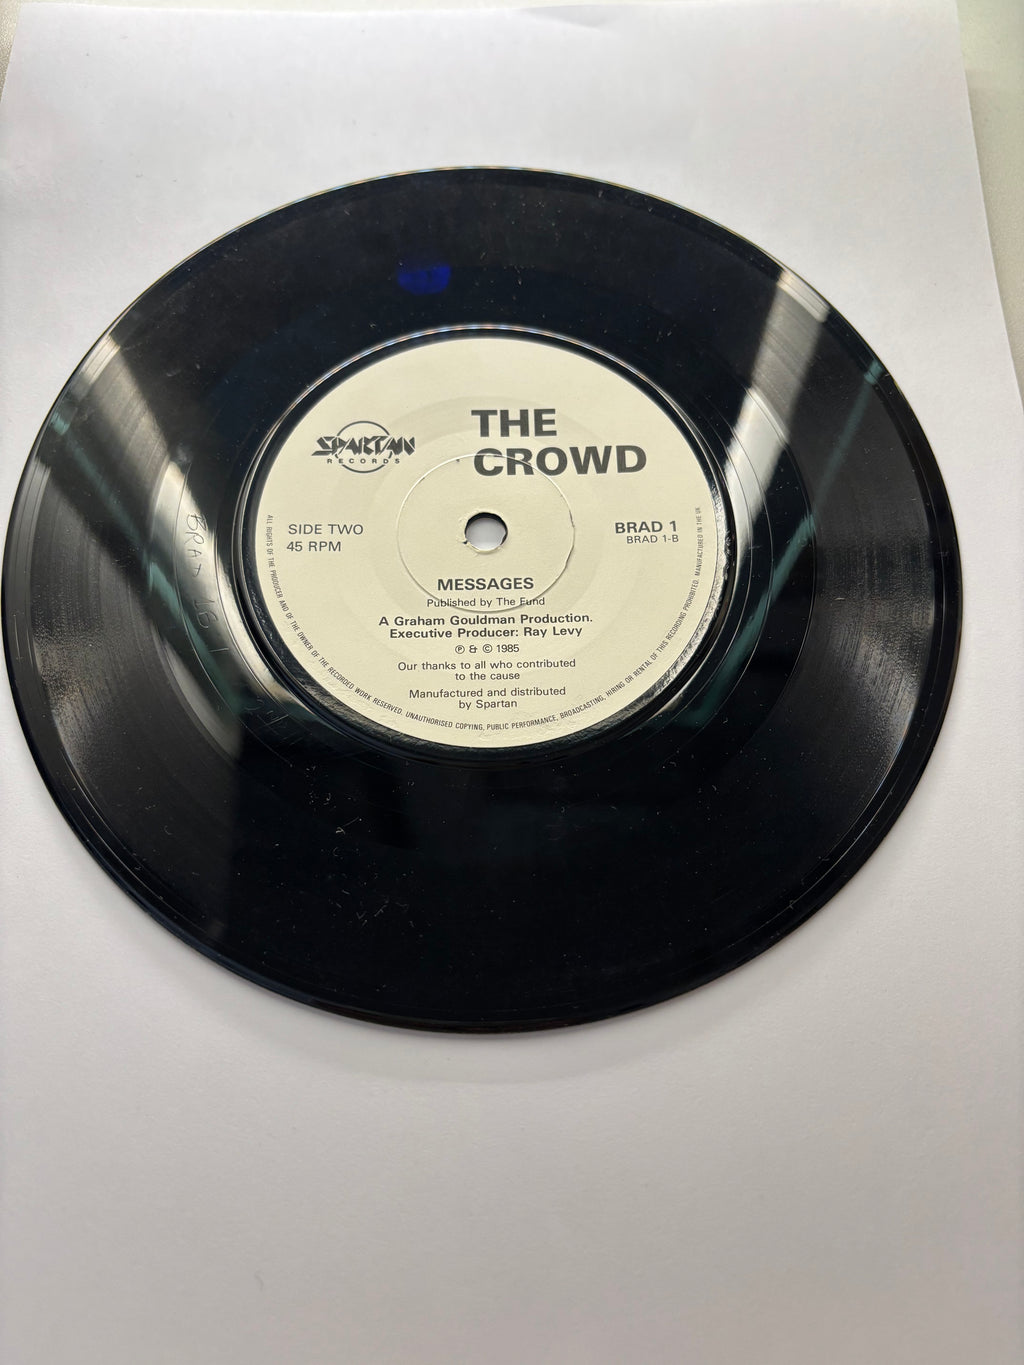 THE
CROWD
SPARTAN
RECORDS
SIDE TWO
45 RPM
BRAD 1
BRAD 1-B
MESSAGES
Published by The Fund
A Graham Gouldman Production.
Executive Producer: Ray Levy
Ⓟ & © 1985
Our thanks to all who contributed
to the cause
Manufactured and distributed
by Spartan
ALL RIGHTS OF THE PRODUCER AND OF THE OWNER OF THE RECORDED WORK RESERVED. UNAUTHORISED COPYING, PUBLIC PERFORMANCE, BROADCASTING, HIRING OR RENTAL OF THIS RECORDING PROHIBITED. MANUFACTURED IN THE UK
BRAD 1B 1